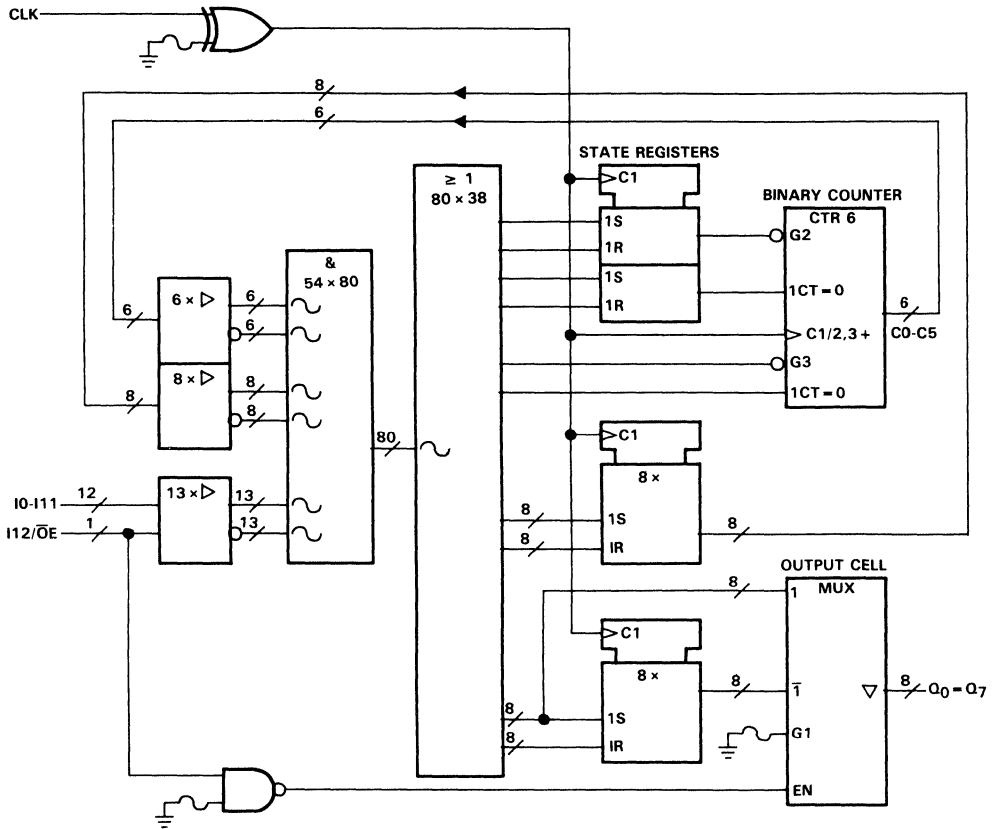 CLK
8
6
STATE REGISTERS
C1
≥ 1
80 × 38
BINARY COUNTER
CTR 6
1S
1R
G2
&
54 × 80
1S
1R
1CT = 0
6 × ▷
6
6
6
6
C1/2,3 +
C0-C5
G3
8 × ▷
8
8
8
1CT = 0
80
C1
8 ×
I0-I11
12
13 × ▷
13
I12/O̅E
1
13
8
1S
8
IR
8
OUTPUT CELL
MUX
8
1
C1
8 ×
8
1̅
▽
8
Q0 = Q7
8
1S
8
IR
G1
EN